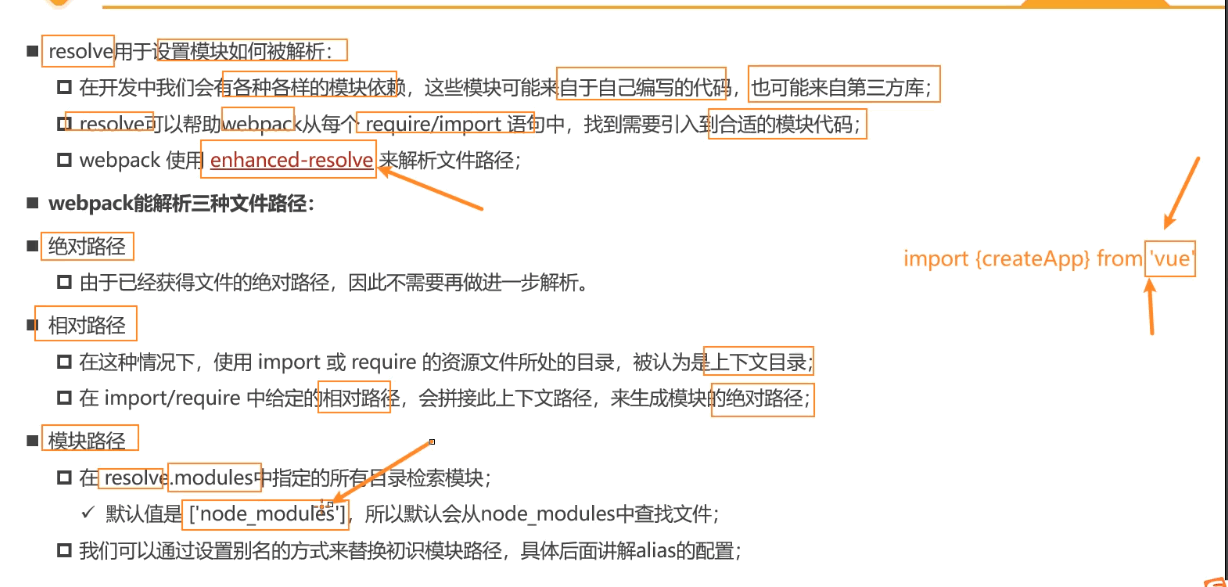 resolve用于设置模块如何被解析:
在开发中我们会有各种各样的模块依赖，这些模块可能来自于自己编写的代码，也可能来自第三方库；
resolve可以帮助webpack从每个 require/import 语句中，找到需要引入到合适的模块代码；
webpack 使用 enhanced-resolve 来解析文件路径；
webpack能解析三种文件路径：
绝对路径
import {createApp} from 'vue'
由于已经获得文件的绝对路径，因此不需要再做进一步解析。
相对路径
在这种情况下，使用 import 或 require 的资源文件所处的目录，被认为是上下文目录；
在 import/require 中给定的相对路径，会拼接此上下文路径，来生成模块的绝对路径；
模块路径
在 resolve.modules中指定的所有目录检索模块；
✓ 默认值是 ['node_modules']，所以默认会从node_modules中查找文件；
我们可以通过设置别名的方式来替换初识模块路径，具体后面讲解alias的配置；